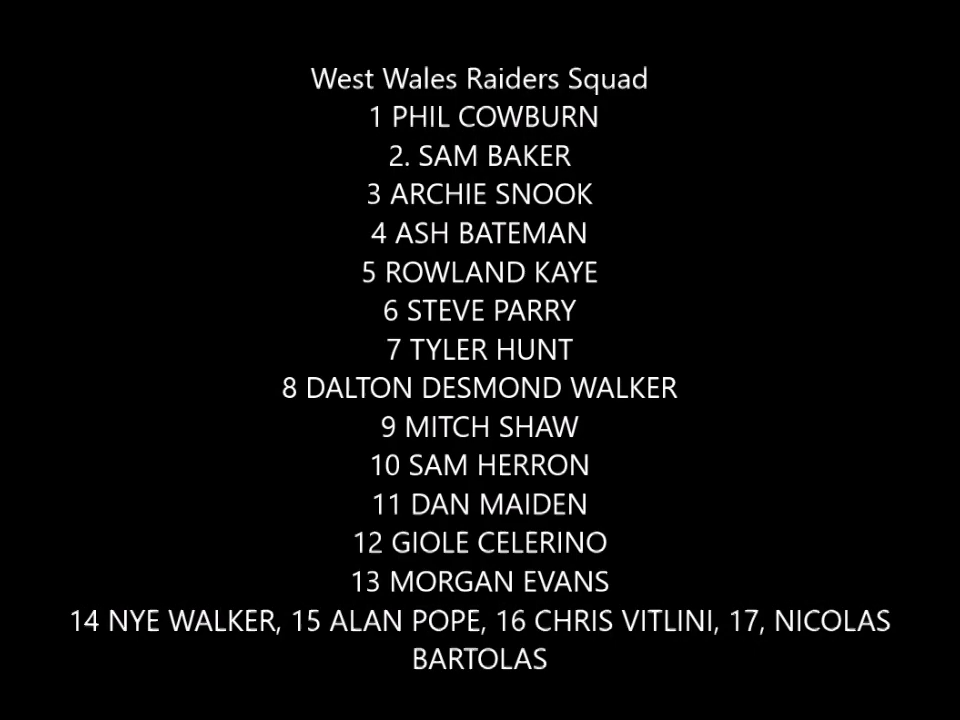 West Wales Raiders Squad
1 PHIL COWBURN
2. SAM BAKER
3 ARCHIE SNOOK
4 ASH BATEMAN
5 ROWLAND KAYE
6 STEVE PARRY
7 TYLER HUNT
8 DALTON DESMOND WALKER
9 MITCH SHAW
10 SAM HERRON
11 DAN MAIDEN
12 GIOLE CELERINO
13 MORGAN EVANS
14 NYE WALKER, 15 ALAN POPE, 16 CHRIS VITLINI, 17, NICOLAS
BARTOLAS